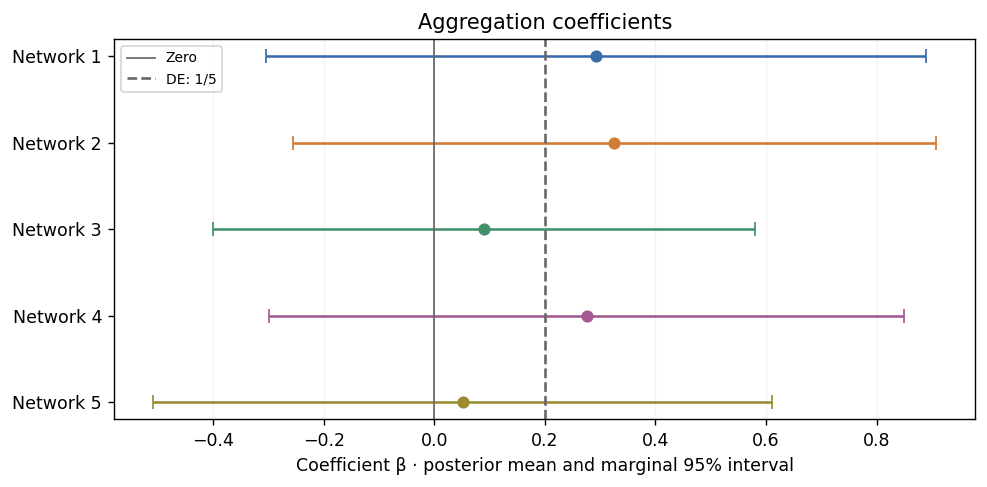 Aggregation coefficients
Zero
DE: 1/5
Network 1
Network 2
Network 3
Network 4
Network 5
−0.4 −0.2 0.0 0.2 0.4 0.6 0.8
Coefficient β · posterior mean and marginal 95% interval